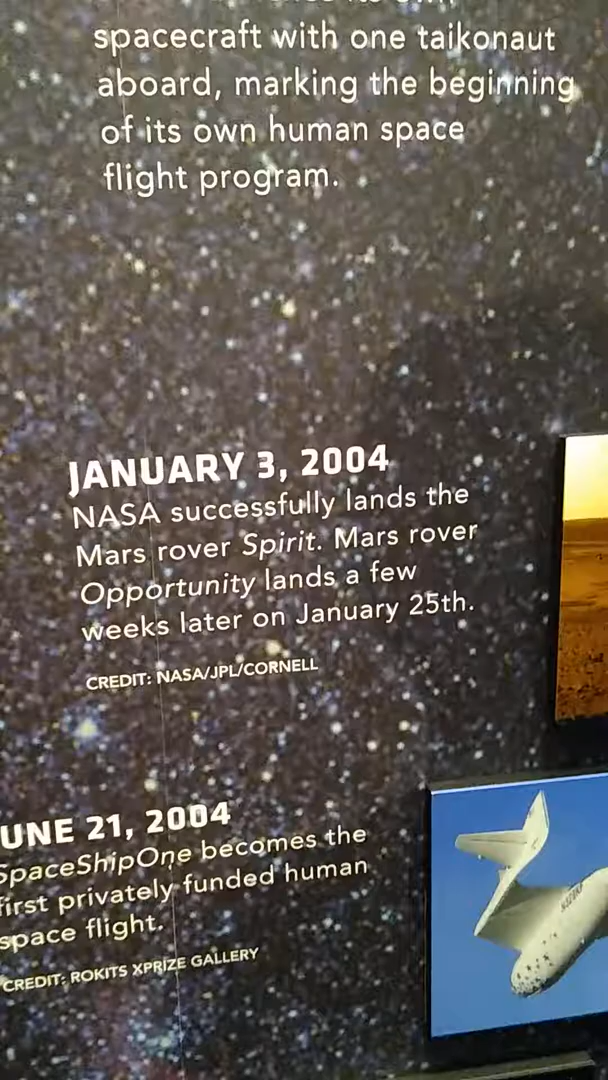 spacecraft with one taikonaut
aboard, marking the beginning
of its own human space
flight program.
JANUARY 3, 2004
NASA successfully lands the
Mars rover Spirit. Mars rover
Opportunity lands a few
weeks later on January 25th.
CREDIT: NASA/JPL/CORNELL
UNE 21, 2004
SpaceShipOne becomes the
first privately funded human
space flight.
CREDIT: ROKITS XPRIZE GALLERY